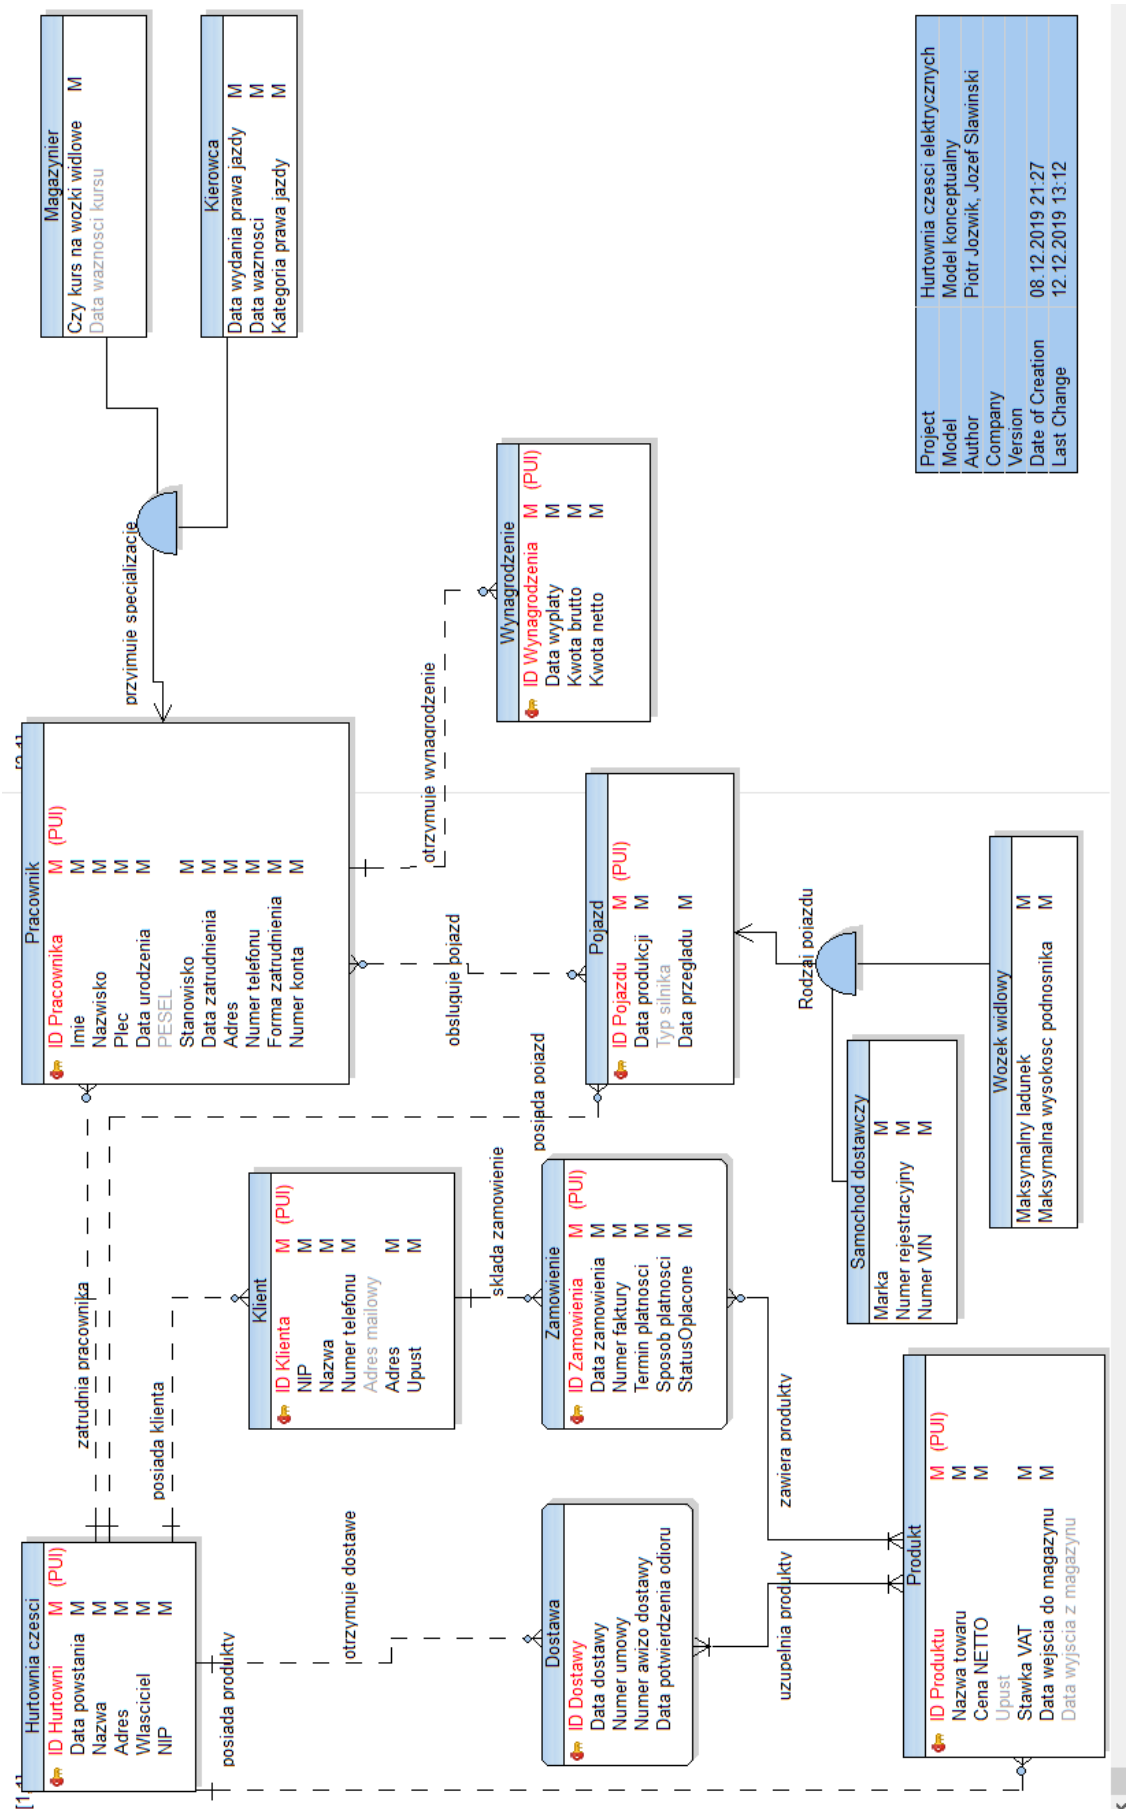 [1,1]
Hurtownia czesci
ID Hurtowni M (PUI)
Data powstania M
Nazwa M
Adres M
Wlasciciel M
NIP M
zatrudnia pracownika
posiada klienta
posiada produkty
otrzymuje dostawe
Pracownik
ID Pracownika M (PUI)
Imie M
Nazwisko M
Plec M
Data urodzenia M
PESEL
Stanowisko M
Data zatrudnienia M
Adres M
Numer telefonu M
Forma zatrudnienia M
Numer konta M
przyjmuje specjalizacje
Magazynier
Czy kurs na wozki widlowe M
Data waznosci kursu
Kierowca
Data wydania prawa jazdy M
Data waznosci M
Kategoria prawa jazdy M
Klient
ID Klienta M (PUI)
NIP M
Nazwa M
Numer telefonu M
Adres mailowy
Adres M
Upust M
sklada zamowienie
posiada pojazd
obsluguje pojazd
otrzymuje wynagrodzenie
Wynagrodzenie
ID Wynagrodzenia M (PUI)
Data wyplaty M
Kwota brutto M
Kwota netto M
Dostawa
ID Dostawy
Data dostawy
Numer umowy
Numer awizo dostawy
Data potwierdzenia odioru
Zamowienie
ID Zamowienia M (PUI)
Data zamowienia M
Numer faktury M
Termin platnosci M
Sposob platnosci M
StatusOplacone M
Pojazd
ID Pojazdu M (PUI)
Data produkcji M
Typ silnika
Data przegladu M
uzupelnia produkty
zawiera produkty
Rodzaj pojazdu
Samochod dostawczy
Marka M
Numer rejestracyjny M
Numer VIN M
Wozek widlowy
Maksymalny ladunek M
Maksymalna wysokosc podnosnika M
Produkt
ID Produktu M (PUI)
Nazwa towaru M
Cena NETTO M
Upust
Stawka VAT M
Data wejscia do magazynu M
Data wyjscia z magazynu
Project Hurtownia czesci elektrycznych
Model Model konceptualny
Author Piotr Jozwik, Jozef Slawinski
Company
Version
Date of Creation 08.12.2019 21:27
Last Change 12.12.2019 13:12